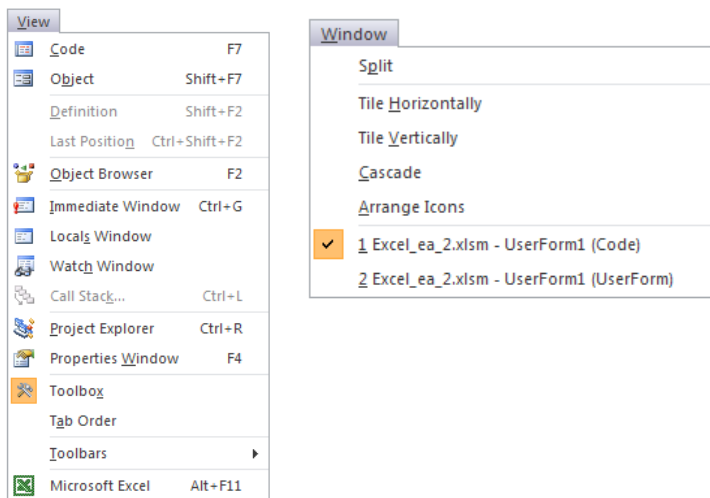 View
Code F7
Object Shift+F7
Definition Shift+F2
Last Position Ctrl+Shift+F2
Object Browser F2
Immediate Window Ctrl+G
Locals Window
Watch Window
Call Stack... Ctrl+L
Project Explorer Ctrl+R
Properties Window F4
Toolbox
Tab Order
Toolbars
Microsoft Excel Alt+F11
Window
Split
Tile Horizontally
Tile Vertically
Cascade
Arrange Icons
1 Excel_ea_2.xlsm - UserForm1 (Code)
2 Excel_ea_2.xlsm - UserForm1 (UserForm)